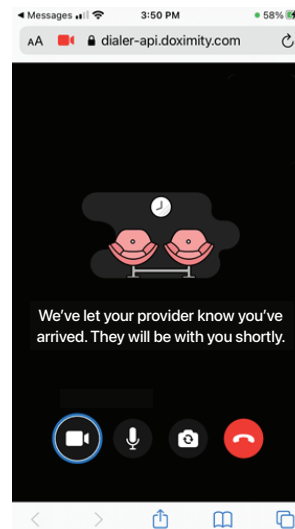 Messages 3:50 PM 58%
AA dialer-api.doximity.com
We’ve let your provider know you’ve
arrived. They will be with you shortly.